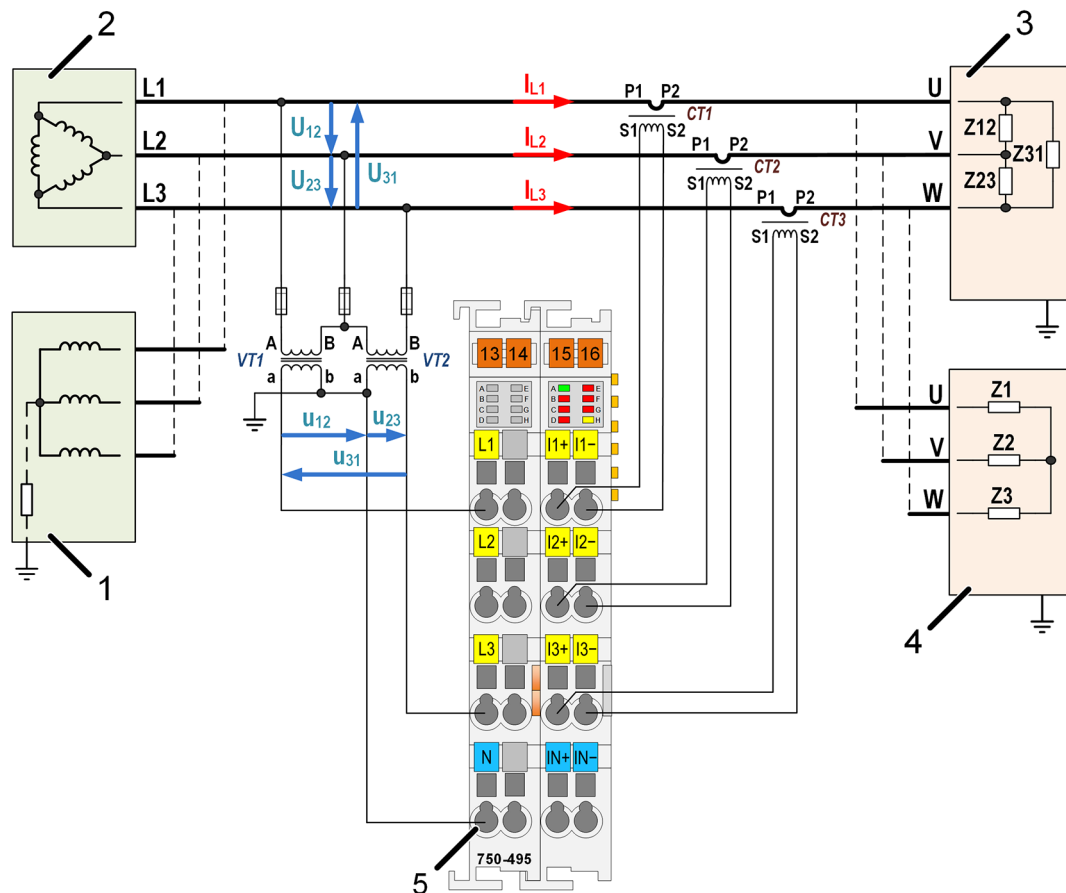 2
3
L1
L2
L3
U12
U23
U31
IL1
IL2
IL3
P1 P2
CT1
S1 S2
P1 P2
CT2
S1 S2
P1 P2
CT3
S1 S2
U
V
W
Z12
Z23
Z31
A B A B
VT1 VT2
a b a b
u12
u23
u31
13 14 15 16
A E
B F
C G
D H
A E
B F
C G
D H
L1
I1+ I1−
L2
I2+ I2−
L3
I3+ I3−
N
IN+ IN−
750-495
U
V
W
Z1
Z2
Z3
1
4
5